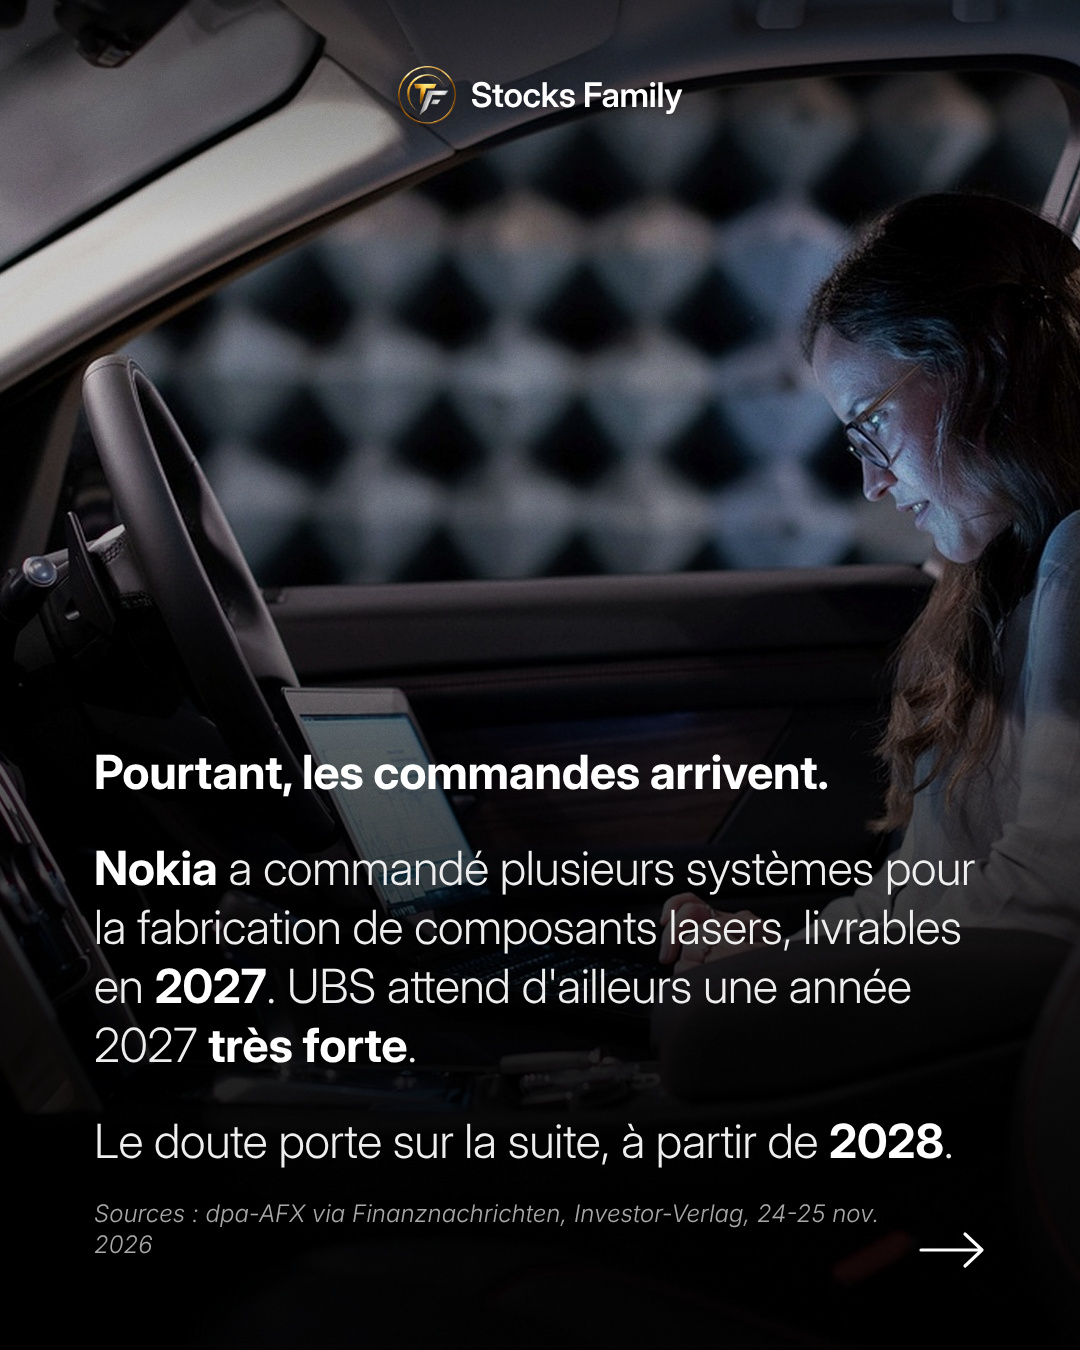 Stocks Family
Pourtant, les commandes arrivent.
Nokia a commandé plusieurs systèmes pour
la fabrication de composants lasers, livrables
en 2027. UBS attend d'ailleurs une année
2027 très forte.
Le doute porte sur la suite, à partir de 2028.
Sources : dpa-AFX via Finanznachrichten, Investor-Verlag, 24-25 nov.
2026